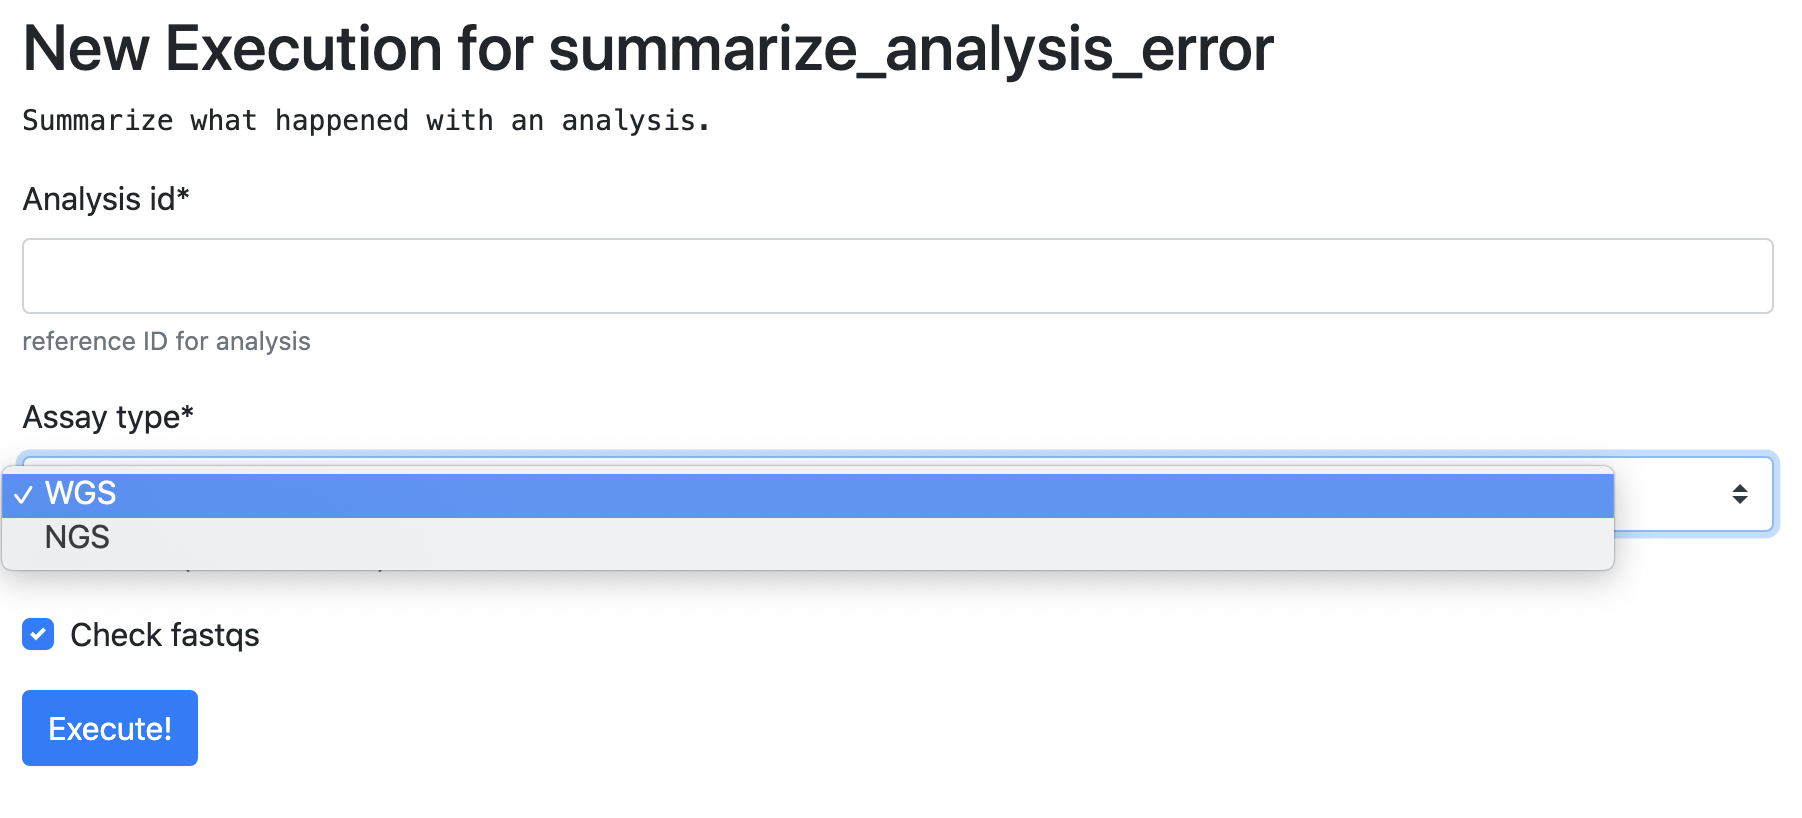 New Execution for summarize_analysis_error
Summarize what happened with an analysis.
Analysis id*
reference ID for analysis
Assay type*
✓ WGS
NGS
Check fastqs
Execute!